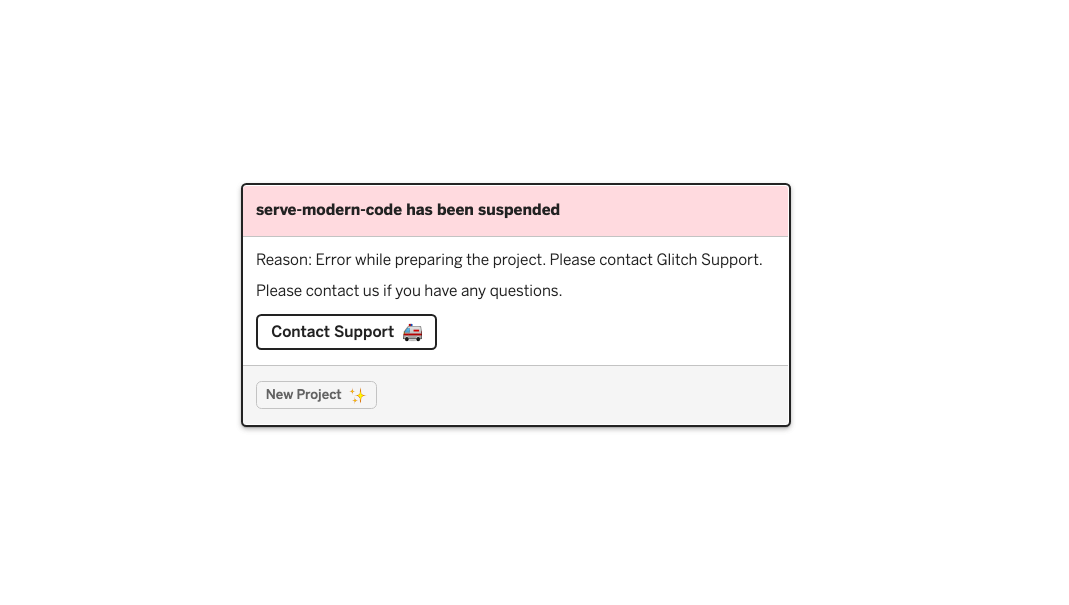 serve-modern-code has been suspended
Reason: Error while preparing the project. Please contact Glitch Support.
Please contact us if you have any questions.
Contact Support 🚑
New Project ✨